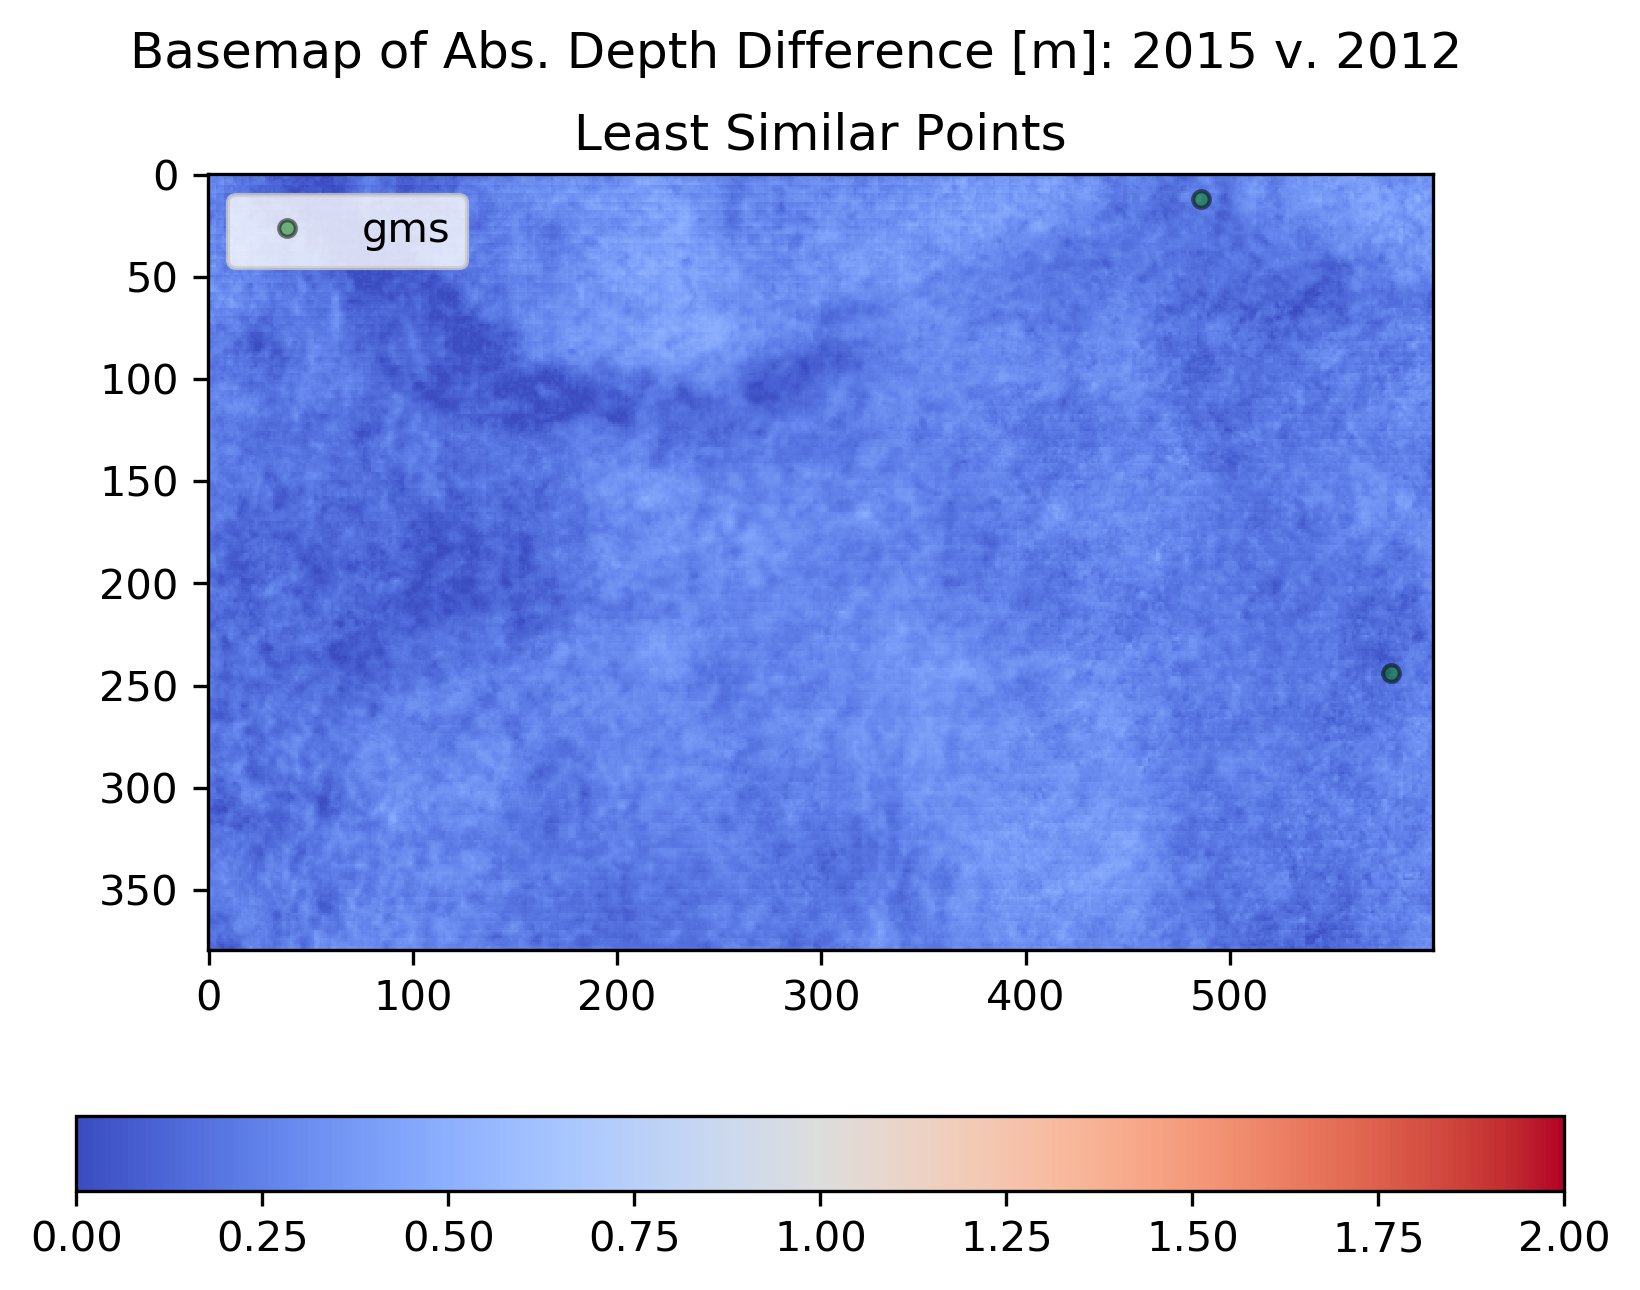 Basemap of Abs. Depth Difference [m]: 2015 v. 2012
Least Similar Points
gms
0
50
100
150
200
250
300
350
0 100 200 300 400 500
0.00 0.25 0.50 0.75 1.00 1.25 1.50 1.75 2.00